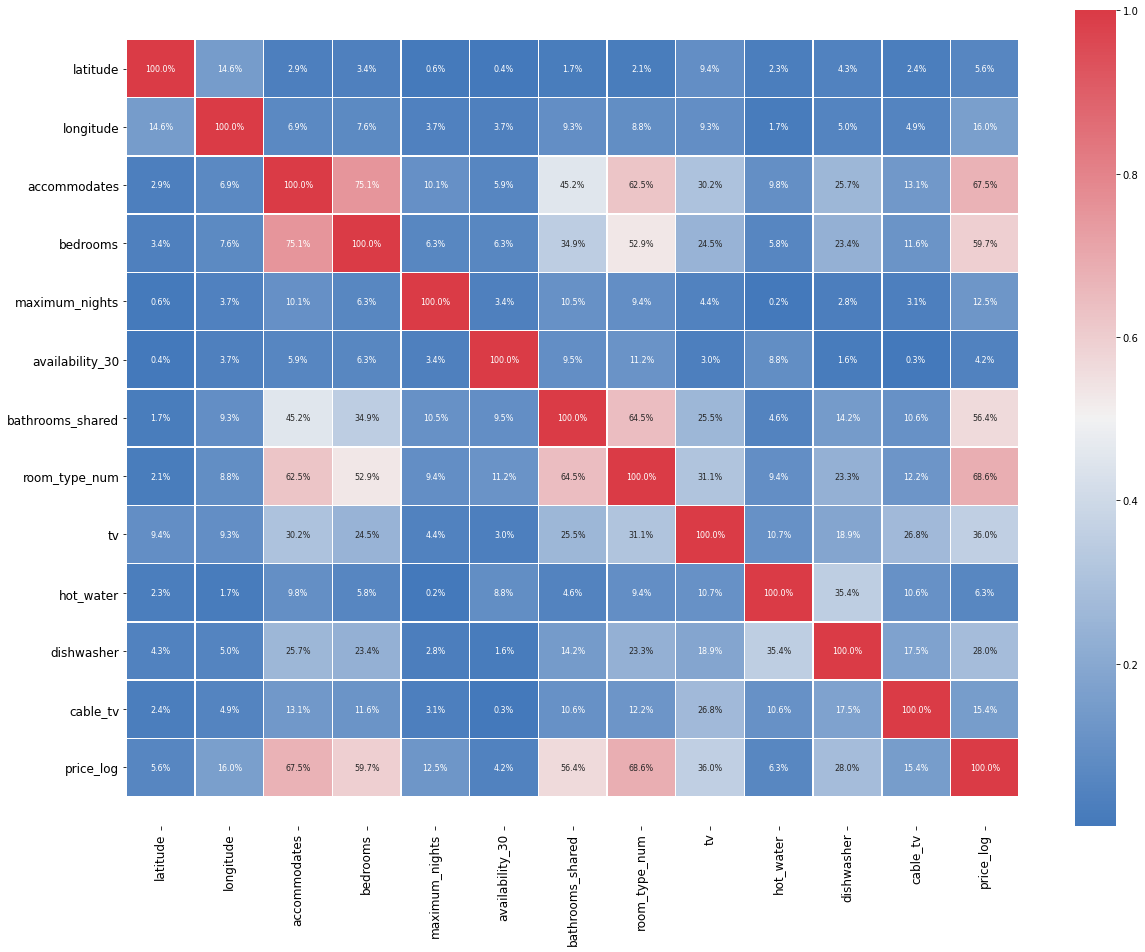 1.0
latitude 100.0% 14.6% 2.9% 3.4% 0.6% 0.4% 1.7% 2.1% 9.4% 2.3% 4.3% 2.4% 5.6%
longitude 14.6% 100.0% 6.9% 7.6% 3.7% 3.7% 9.3% 8.8% 9.3% 1.7% 5.0% 4.9% 16.0%
0.8
accommodates 2.9% 6.9% 100.0% 75.1% 10.1% 5.9% 45.2% 62.5% 30.2% 9.8% 25.7% 13.1% 67.5%
bedrooms 3.4% 7.6% 75.1% 100.0% 6.3% 6.3% 34.9% 52.9% 24.5% 5.8% 23.4% 11.6% 59.7%
maximum_nights 0.6% 3.7% 10.1% 6.3% 100.0% 3.4% 10.5% 9.4% 4.4% 0.2% 2.8% 3.1% 12.5%
0.6
availability_30 0.4% 3.7% 5.9% 6.3% 3.4% 100.0% 9.5% 11.2% 3.0% 8.8% 1.6% 0.3% 4.2%
bathrooms_shared 1.7% 9.3% 45.2% 34.9% 10.5% 9.5% 100.0% 64.5% 25.5% 4.6% 14.2% 10.6% 56.4%
room_type_num 2.1% 8.8% 62.5% 52.9% 9.4% 11.2% 64.5% 100.0% 31.1% 9.4% 23.3% 12.2% 68.6%
0.4
tv 9.4% 9.3% 30.2% 24.5% 4.4% 3.0% 25.5% 31.1% 100.0% 10.7% 18.9% 26.8% 36.0%
hot_water 2.3% 1.7% 9.8% 5.8% 0.2% 8.8% 4.6% 9.4% 10.7% 100.0% 35.4% 10.6% 6.3%
dishwasher 4.3% 5.0% 25.7% 23.4% 2.8% 1.6% 14.2% 23.3% 18.9% 35.4% 100.0% 17.5% 28.0%
0.2
cable_tv 2.4% 4.9% 13.1% 11.6% 3.1% 0.3% 10.6% 12.2% 26.8% 10.6% 17.5% 100.0% 15.4%
price_log 5.6% 16.0% 67.5% 59.7% 12.5% 4.2% 56.4% 68.6% 36.0% 6.3% 28.0% 15.4% 100.0%
latitude
longitude
accommodates
bedrooms
maximum_nights
availability_30
bathrooms_shared
room_type_num
tv
hot_water
dishwasher
cable_tv
price_log